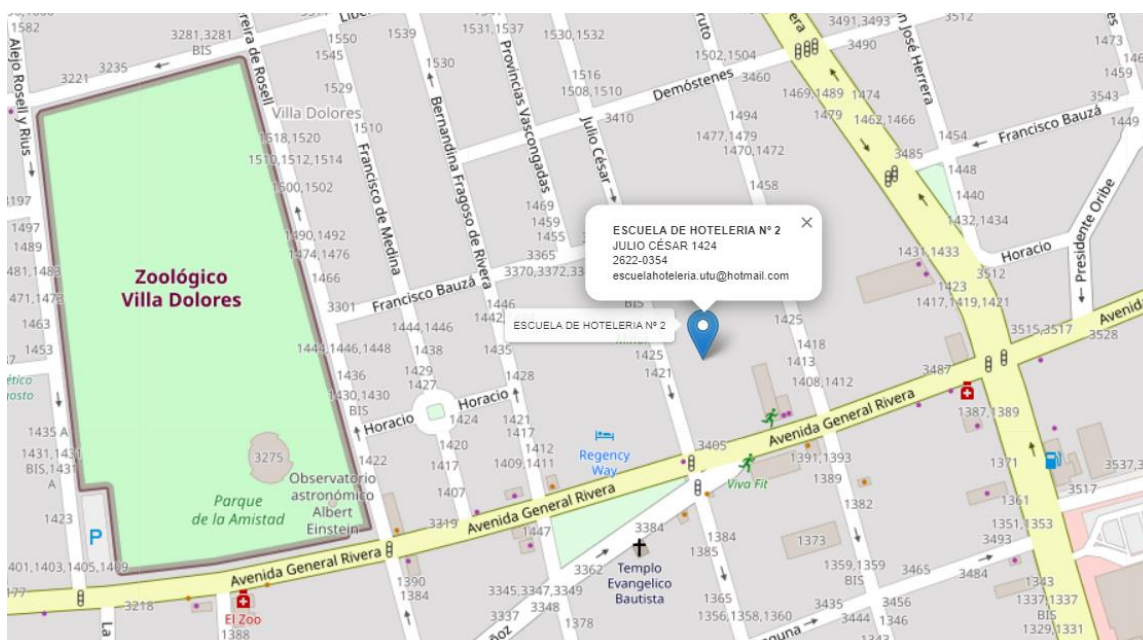 1582
Alejo Rosell y Rius
3221
3235
3281,3281
BIS
1550
1545
1529
1510
Villa Dolores
1518,1520
1510,1512,1514
1500,1502
1490,1492
1474,1476
1466
3301
1539
1530
1531,1537
Provincias Vascongadas
Bernardina Fragoso de Rivera
Francisco de Medina
1530,1532
1516
1508,1510
Julio César
3410
Demóstenes
3460
1502,1504
1494
1477,1479
1470,1472
1458
3491,3493
3490
1469,1489
1474
1479
1462,1466
3485
José Herrera
3512
1473
1459
3543
1449
Francisco Bauzá
1454
1448
1440
1432,1434
Presidente Oribe
Horacio
3512
1431,1433
1423
1417,1419,1421
3515,3517
3528
1497
1489
1463
1453
Zoológico
Villa Dolores
1469
1459
1455
3365
3370,3372
Francisco Bauzá
1446
1435
1428
1444,1446
1438
1429
1427
1444,1446,1448
1436
1430,1430
BIS
1422
Horacio
Horacio
1424
1420
1417
1407
1421
1417
1412
1409,1411
ESCUELA DE HOTELERIA Nº 2
JULIO CÉSAR 1424
2622-0354
escuelahoteleria.utu@hotmail.com
ESCUELA DE HOTELERIA Nº 2
BIS
1425
1421
1425
1418
1413
1408,1412
3487
1387,1389
1371
1361
1351,1353
3517
3493
3484
3465
1343
1337,1337
BIS
1329,1331
Regency
Way
3405
Viva Fit
1391,1393
1389
1382
Avenida General Rivera
Avenida General Rivera
Avenida General Rivera
3275
Observatorio
astronómico
Albert
Einstein
Parque
de la Amistad
1435 A
1431,1431
BIS,1431
A
1423
P
3218
El Zoo
1388
3319
1390
1384
1447
3362
3345,3347,3349
3337
3348
1378
3384
1385
1384
Templo
Evangelico
Bautista
1365
1356,1358,1360
1373
1359,1359
BIS
3435
3444
3456
1346